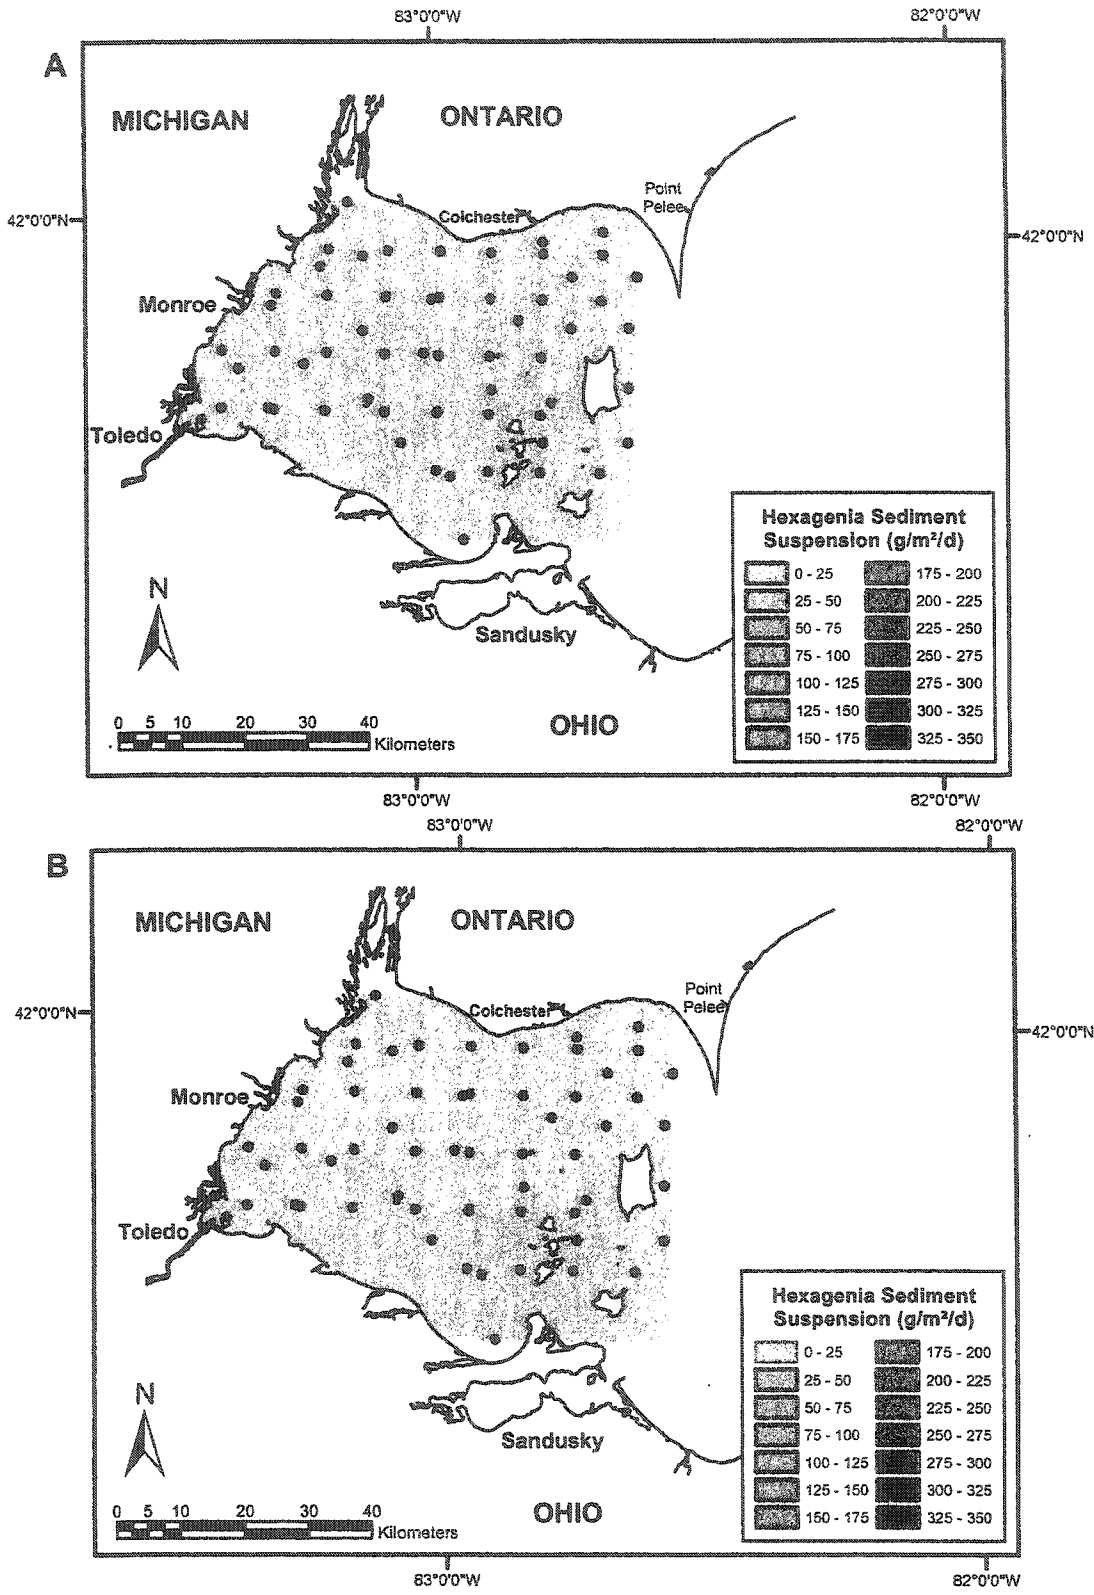 83°0'0"W 82°0'0"W
A
MICHIGAN ONTARIO
Point
Pelee
42°0'0"N Colchester 42°0'0"N
Monroe
Toledo
Hexagenia Sediment
Suspension (g/m²/d)
0 - 25 175 - 200
25 - 50 200 - 225
50 - 75 225 - 250
75 - 100 250 - 275
100 - 125 275 - 300
125 - 150 300 - 325
150 - 175 325 - 350
N
Sandusky
OHIO
0 5 10 20 30 40
Kilometers
83°0'0"W 82°0'0"W
83°0'0"W 82°0'0"W
B
MICHIGAN ONTARIO
Point
Pelee
42°0'0"N Colchester 42°0'0"N
Monroe
Toledo
Hexagenia Sediment
Suspension (g/m²/d)
0 - 25 175 - 200
25 - 50 200 - 225
50 - 75 225 - 250
75 - 100 250 - 275
100 - 125 275 - 300
125 - 150 300 - 325
150 - 175 325 - 350
N
Sandusky
OHIO
0 5 10 20 30 40
Kilometers
83°0'0"W 82°0'0"W